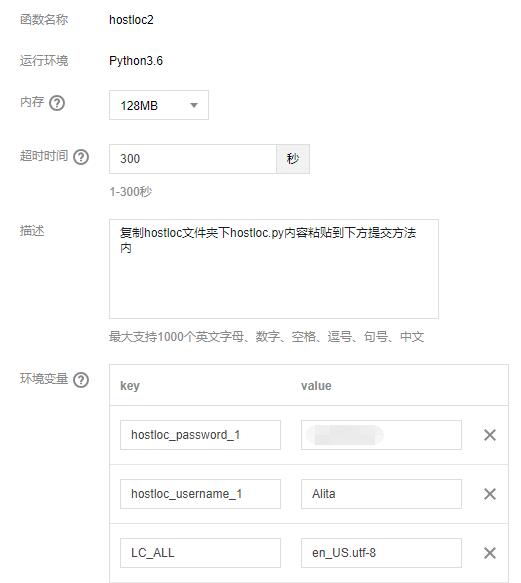 函数名称 hostloc2
运行环境 Python3.6
内存 ? 128MB
超时时间 ? 300 秒
1-300秒
描述 复制hostloc文件夹下hostloc.py内容粘贴到下方提交方法
内
最大支持1000个英文字母、数字、空格、逗号、句号、中文
环境变量 ? key value
hostloc_password_1
hostloc_username_1 Alita
LC_ALL en_US.utf-8